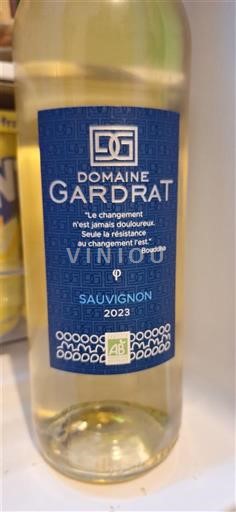 DG
DOMAINE
GARDRAT
"Le changement
n'est jamais douloureux.
Seule la résistance
au changement l'est."
Bouddha
VINIOU
φ
SAUVIGNON
2023
AB